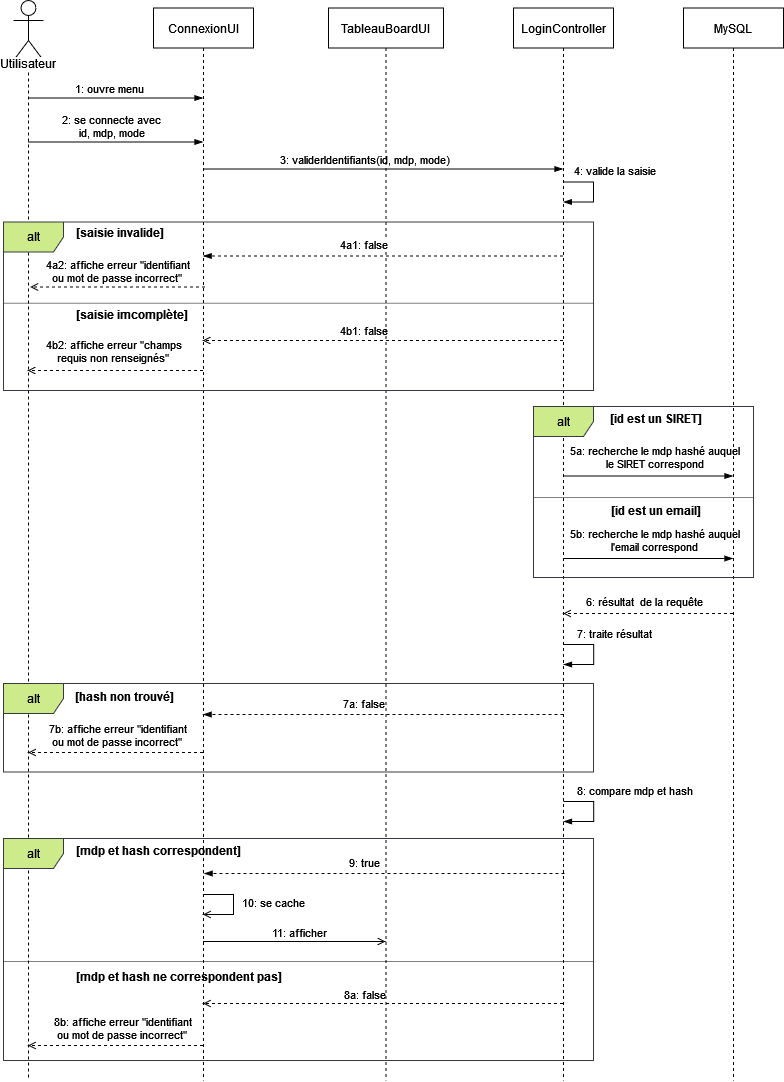 ConnexionUI
TableauBoardUI
LoginController
MySQL
Utilisateur
1: ouvre menu
2: se connecte avec
id, mdp, mode
3: validerIdentifiants(id, mdp, mode)
4: valide la saisie
alt
[saisie invalide]
4a1: false
4a2: affiche erreur "identifiant
ou mot de passe incorrect"
[saisie imcomplète]
4b1: false
4b2: affiche erreur "champs
requis non renseignés"
alt
[id est un SIRET]
5a: recherche le mdp hashé auquel
le SIRET correspond
[id est un email]
5b: recherche le mdp hashé auquel
l'email correspond
6: résultat de la requête
7: traite résultat
alt
[hash non trouvé]
7a: false
7b: affiche erreur "identifiant
ou mot de passe incorrect"
8: compare mdp et hash
alt
[mdp et hash correspondent]
9: true
10: se cache
11: afficher
[mdp et hash ne correspondent pas]
8a: false
8b: affiche erreur "identifiant
ou mot de passe incorrect"